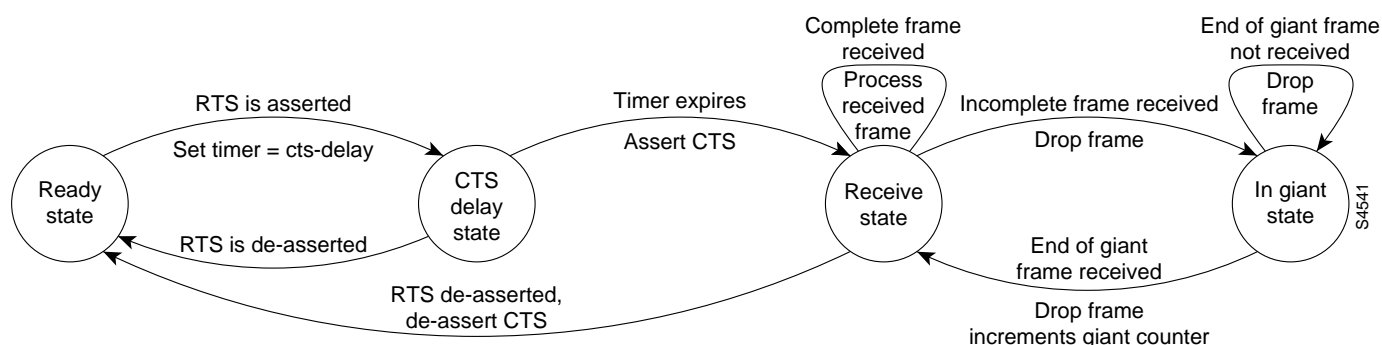 Complete frame
received
End of giant frame
not received
Process
received
frame
Drop
frame
RTS is asserted
Set timer = cts-delay
Timer expires
Assert CTS
Incomplete frame received
Drop frame
Ready
state
CTS
delay
state
Receive
state
In giant
state
S4541
RTS is de-asserted
RTS de-asserted,
de-assert CTS
End of giant
frame received
Drop frame
increments giant counter